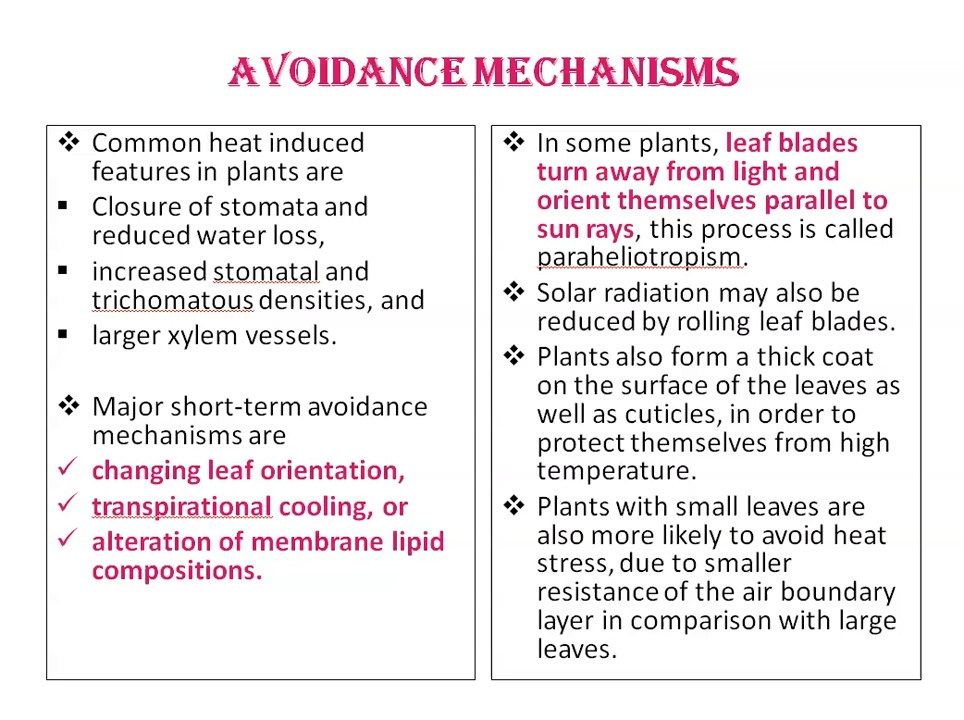 AVOIDANCE MECHANISMS
❖ Common heat induced
features in plants are
▪ Closure of stomata and
reduced water loss,
▪ increased stomatal and
trichomatous densities, and
▪ larger xylem vessels.
❖ Major short-term avoidance
mechanisms are
✓ changing leaf orientation,
✓ transpirational cooling, or
✓ alteration of membrane lipid
compositions.
❖ In some plants, leaf blades
turn away from light and
orient themselves parallel to
sun rays, this process is called
paraheliotropism.
❖ Solar radiation may also be
reduced by rolling leaf blades.
❖ Plants also form a thick coat
on the surface of the leaves as
well as cuticles, in order to
protect themselves from high
temperature.
❖ Plants with small leaves are
also more likely to avoid heat
stress, due to smaller
resistance of the air boundary
layer in comparison with large
leaves.